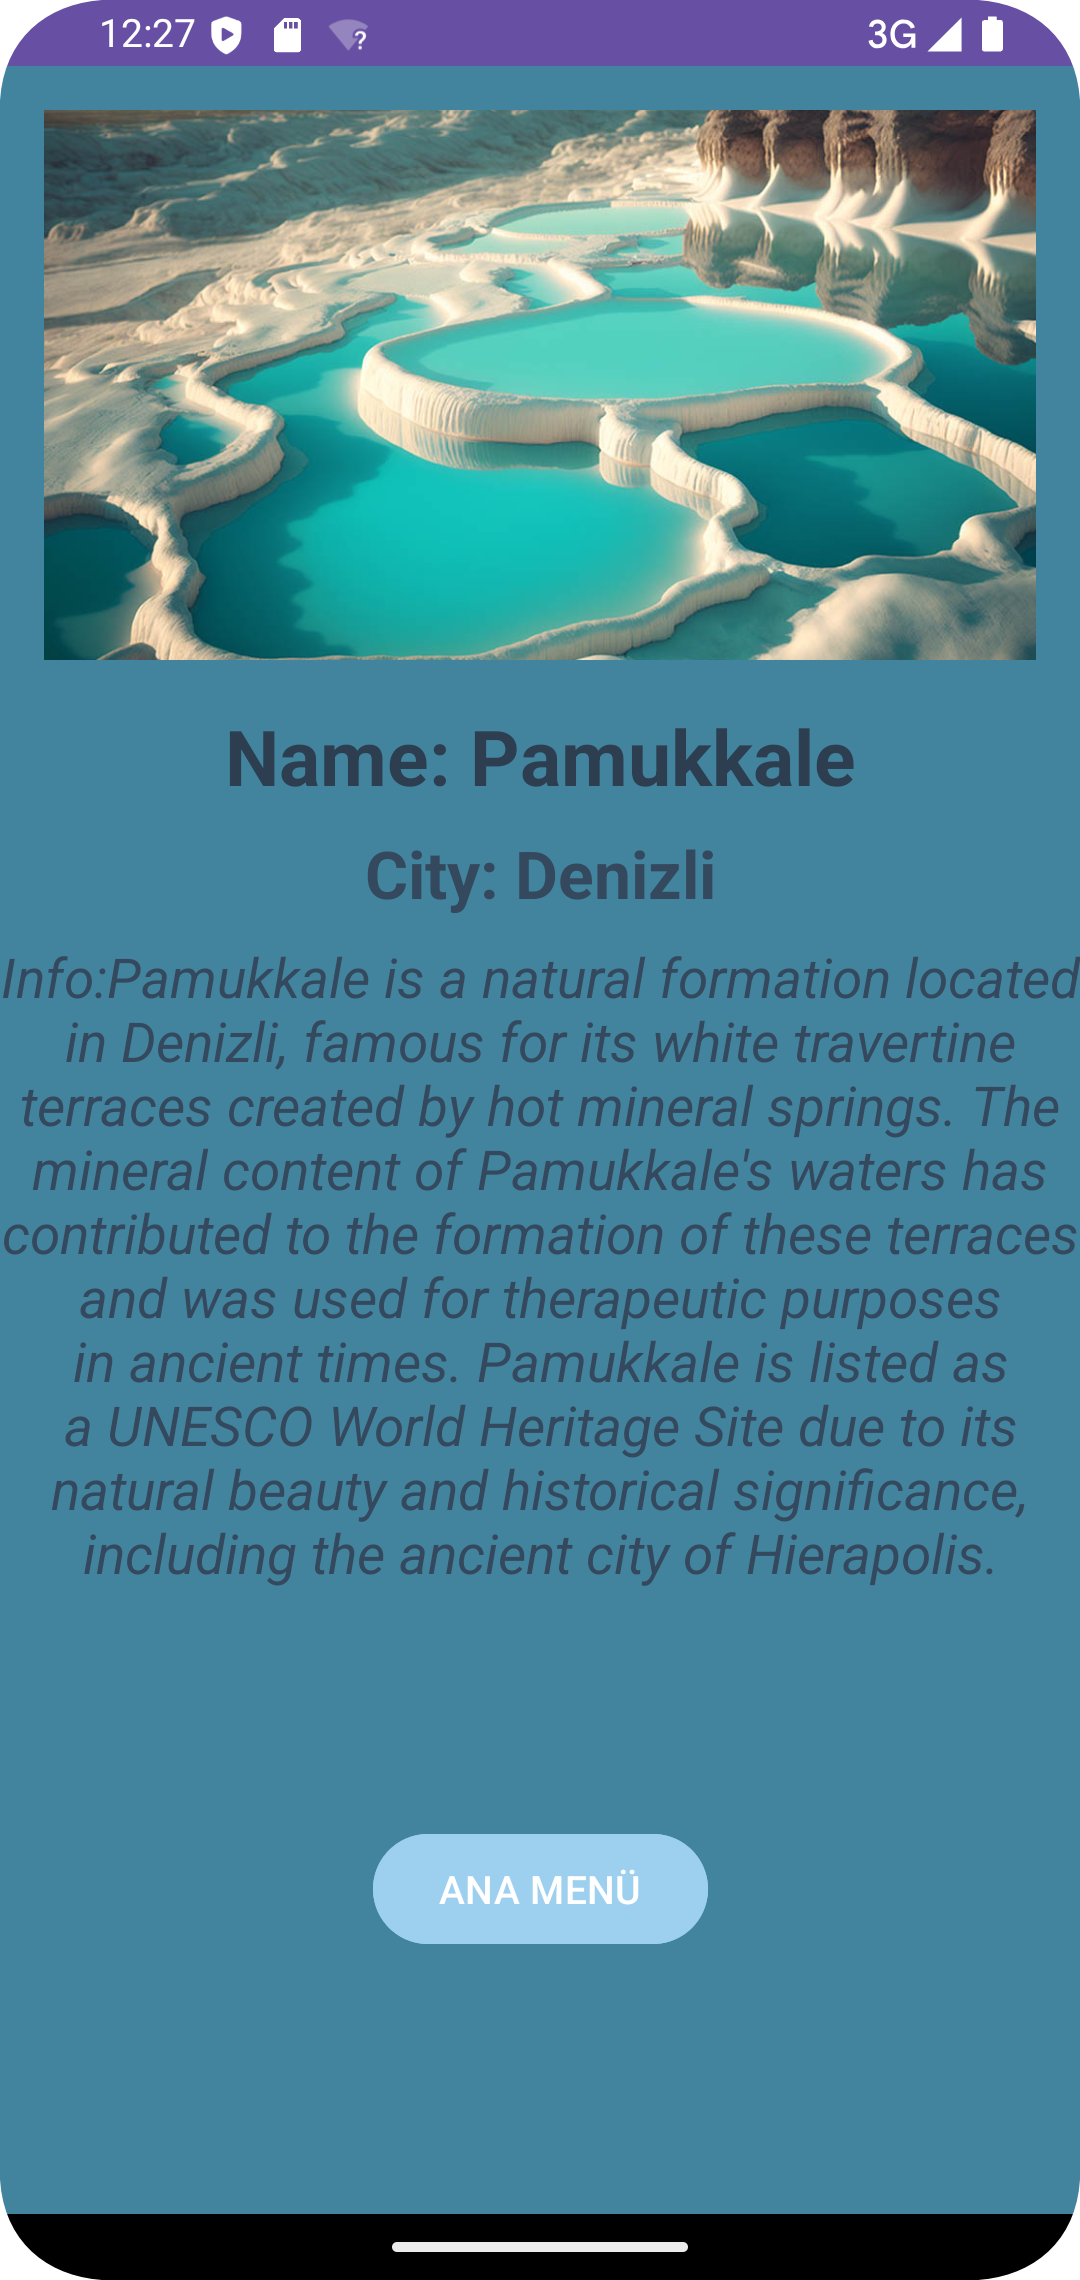 12:27
3G
Name: Pamukkale
City: Denizli
Info:Pamukkale is a natural formation located
in Denizli, famous for its white travertine
terraces created by hot mineral springs. The
mineral content of Pamukkale's waters has
contributed to the formation of these terraces
and was used for therapeutic purposes
in ancient times. Pamukkale is listed as
a UNESCO World Heritage Site due to its
natural beauty and historical significance,
including the ancient city of Hierapolis.
ANA MENÜ